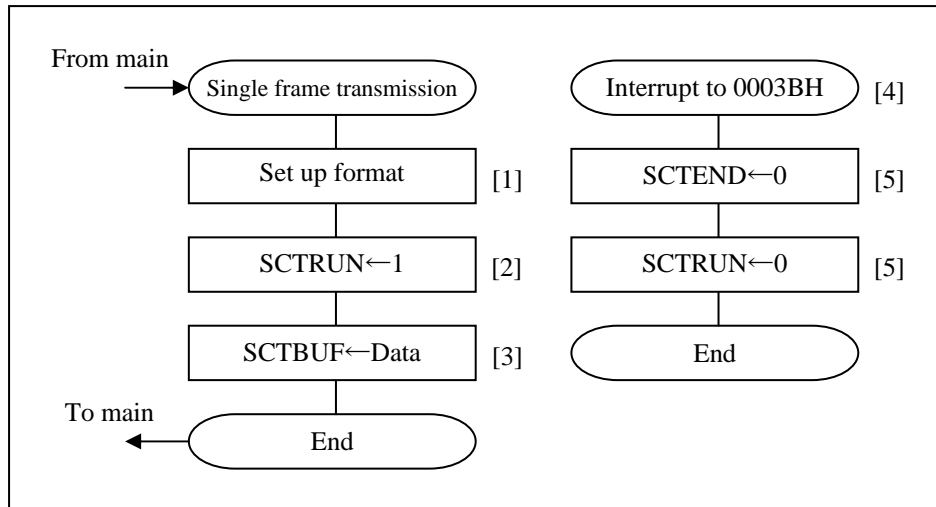 From main
Single frame transmission
Set up format [1]
SCTRUN←1 [2]
SCTBUF←Data [3]
To main
End
Interrupt to 0003BH [4]
SCTEND←0 [5]
SCTRUN←0 [5]
End